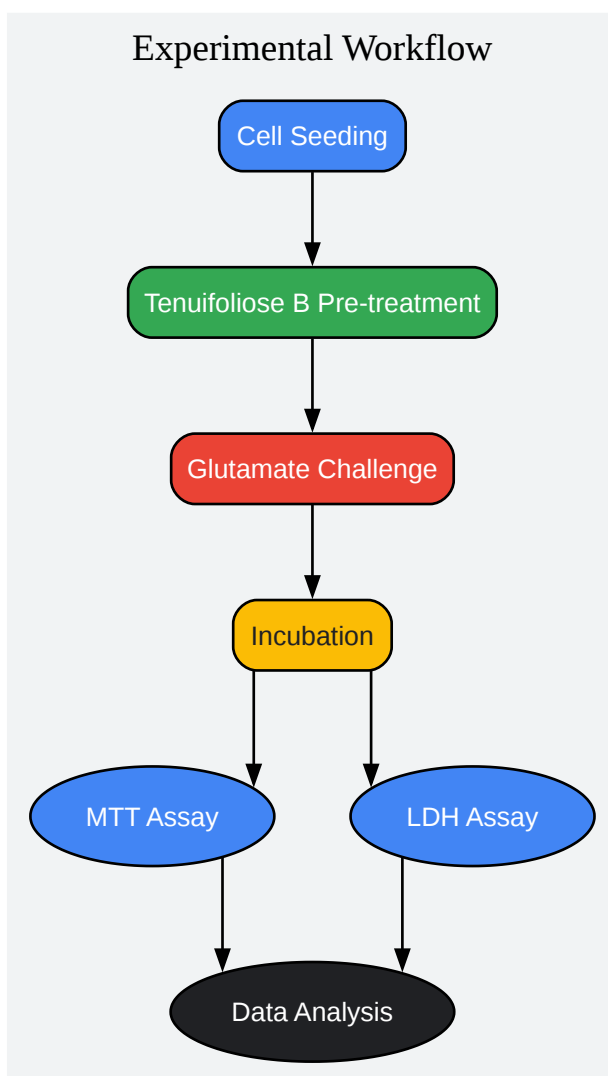 Experimental Workflow
Cell Seeding
Tenuifoliose B Pre-treatment
Glutamate Challenge
Incubation
MTT Assay
LDH Assay
Data Analysis